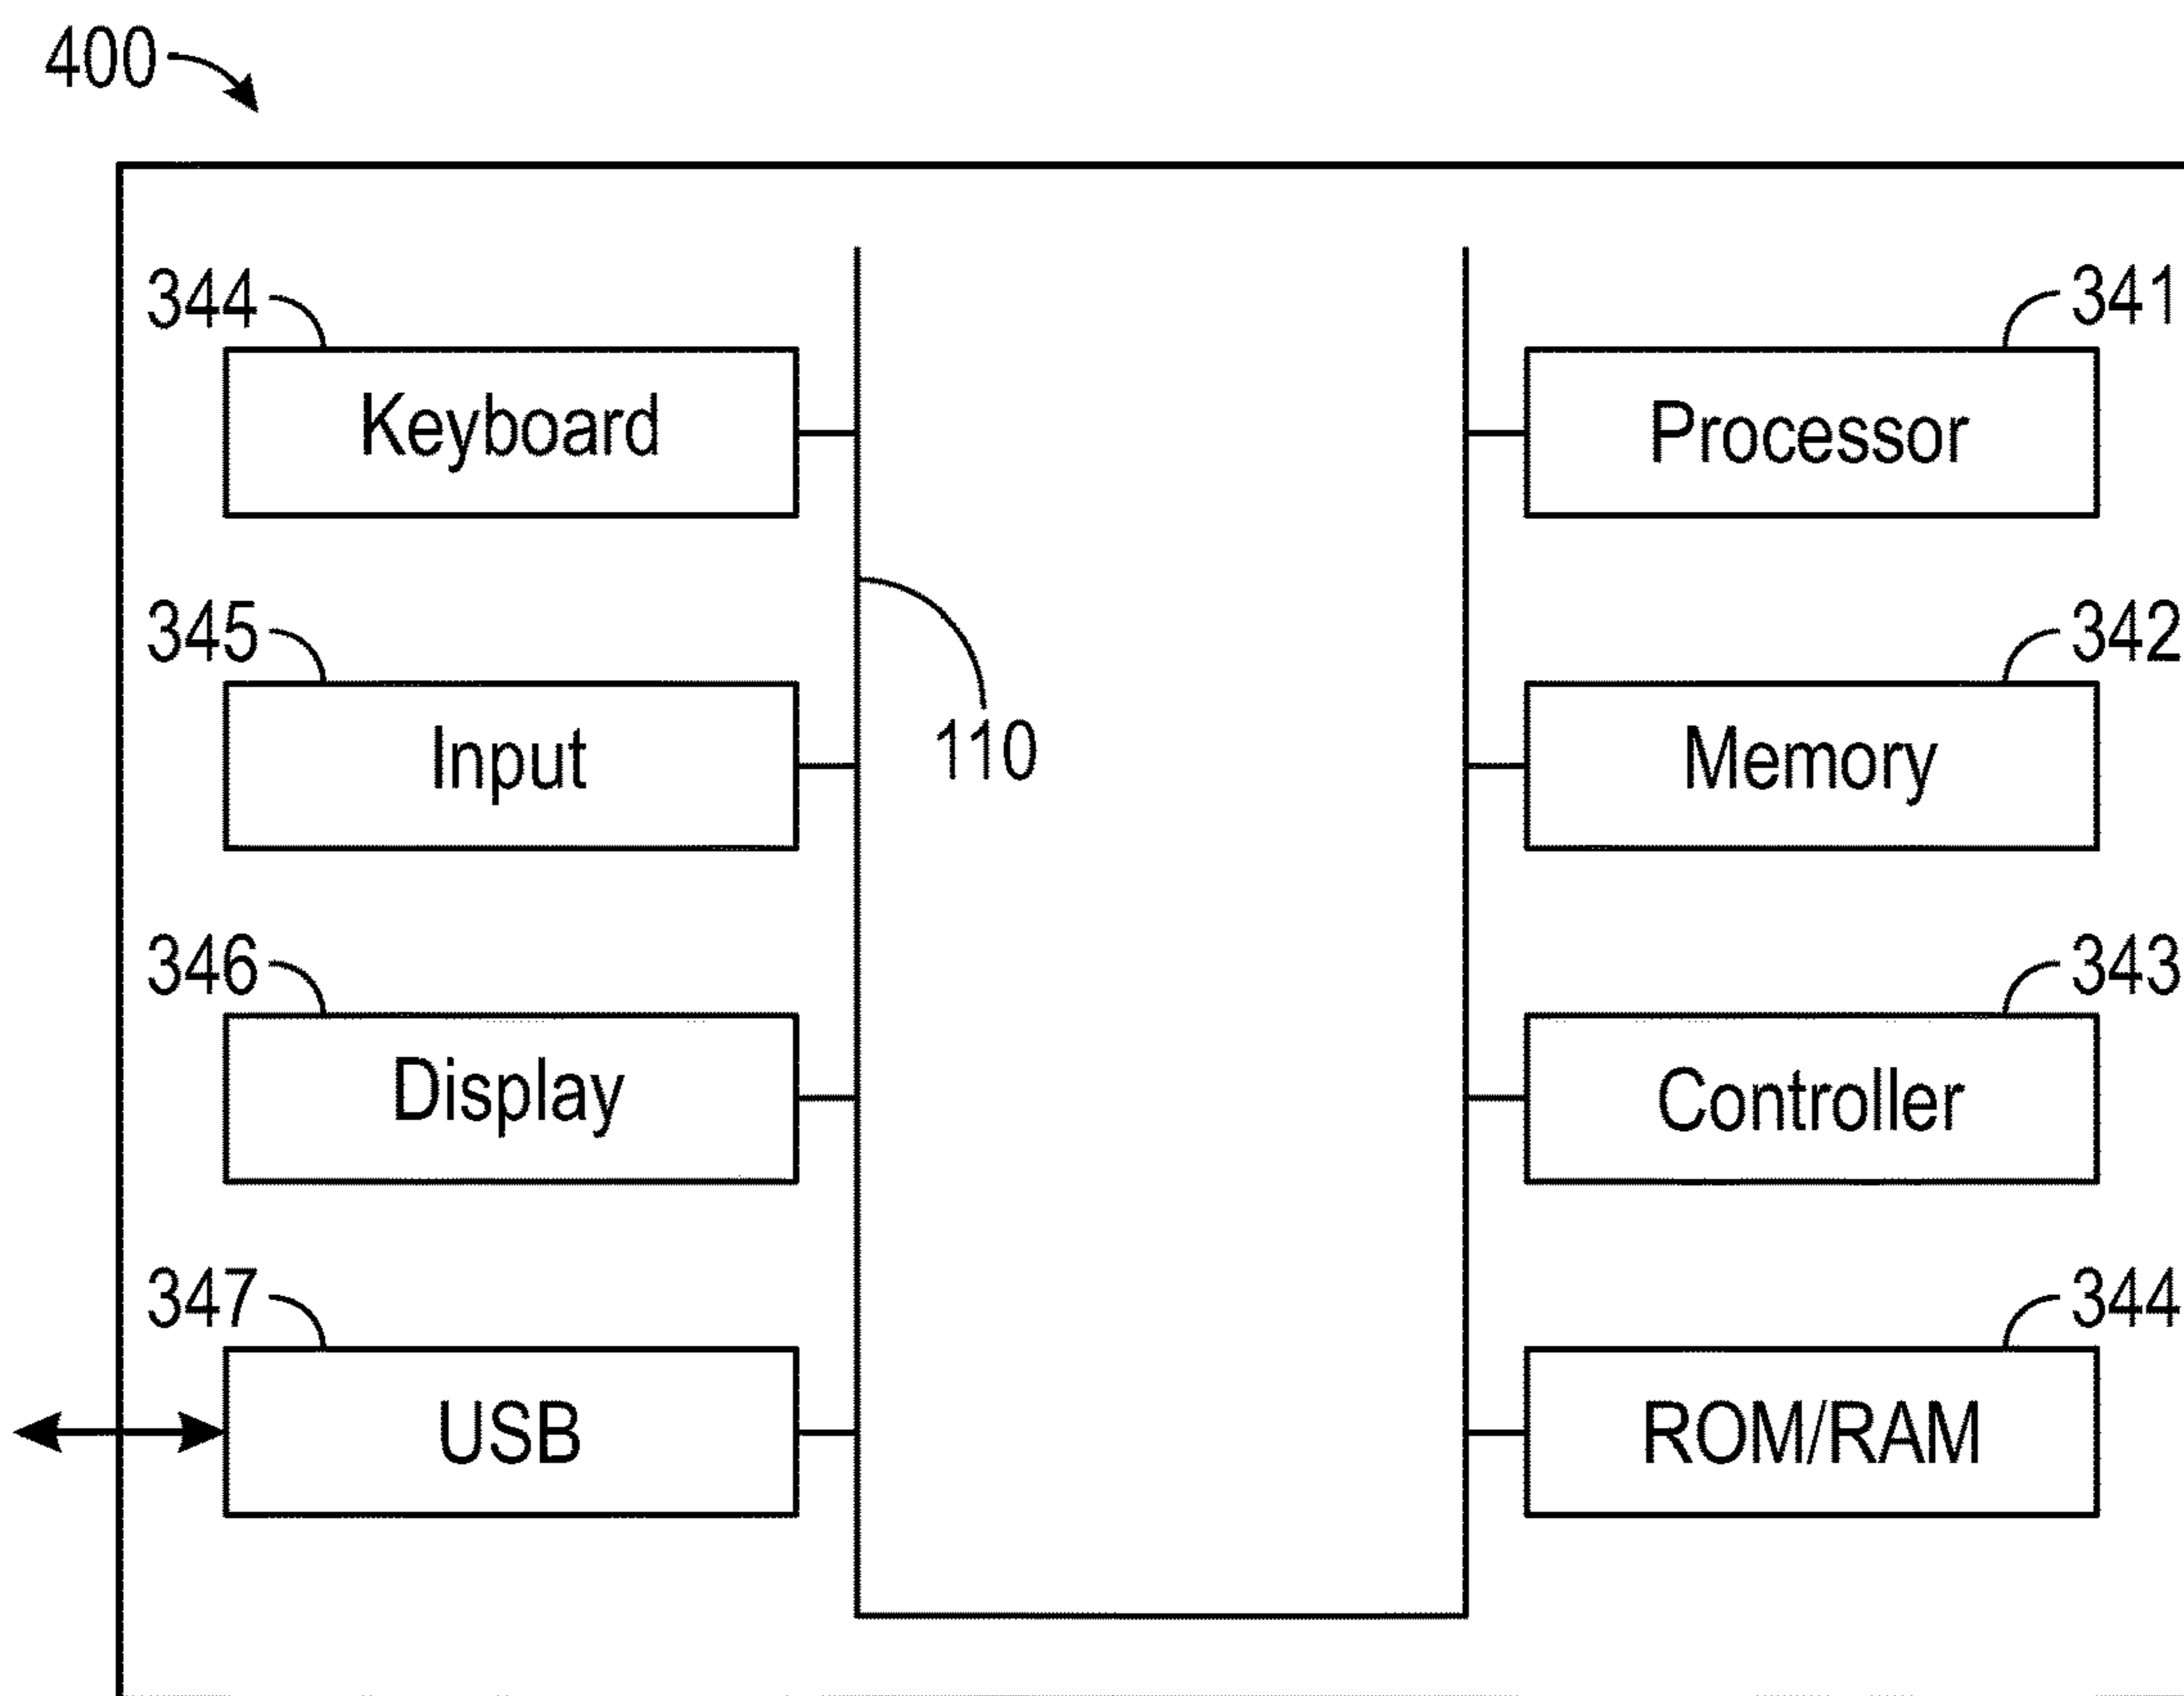 400
344
341
Keyboard
Processor
345
342
Input
110
Memory
346
343
Display
Controller
347
344
USB
ROM/RAM